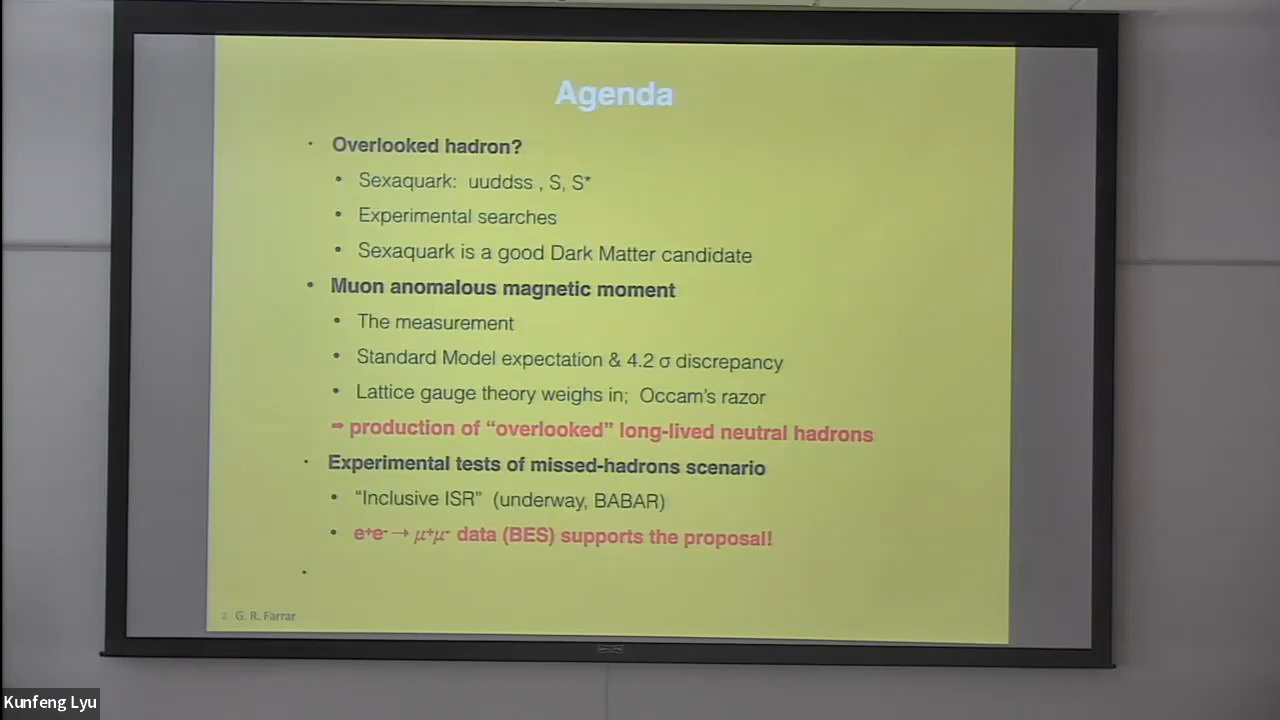 Agenda
· Overlooked hadron?
• Sexaquark: uuddss , S, S*
• Experimental searches
• Sexaquark is a good Dark Matter candidate
• Muon anomalous magnetic moment
• The measurement
• Standard Model expectation & 4.2 σ discrepancy
• Lattice gauge theory weighs in; Occam's razor
⇒ production of “overlooked” long-lived neutral hadrons
· Experimental tests of missed-hadrons scenario
• “Inclusive ISR” (underway, BABAR)
• e⁺e⁻ → μ⁺μ⁻ data (BES) supports the proposal!
·
2 G. R. Farrar
Kunfeng Lyu